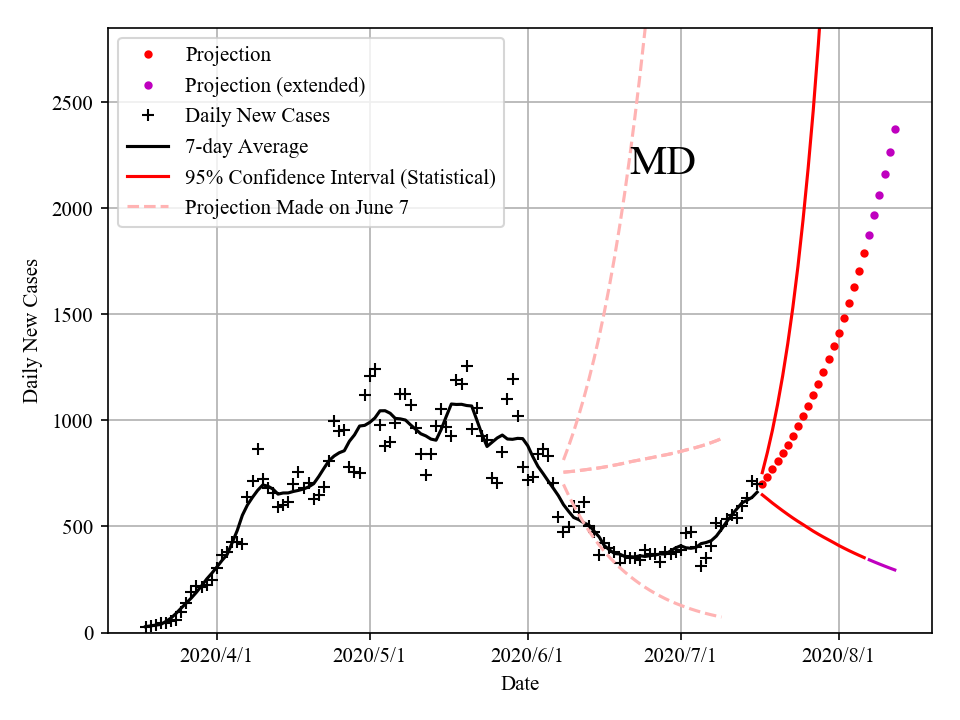 Projection
Projection (extended)
Daily New Cases
7-day Average
95% Confidence Interval (Statistical)
Projection Made on June 7
MD
2500
2000
1500
1000
500
0
Daily New Cases
2020/4/1
2020/5/1
2020/6/1
2020/7/1
2020/8/1
Date